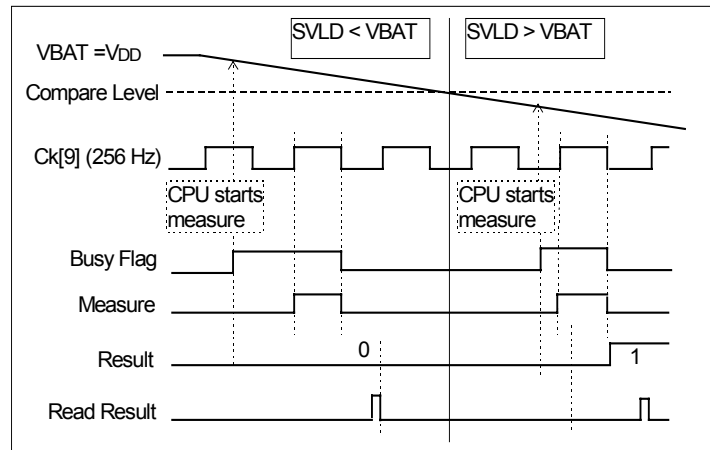 SVLD < VBAT
SVLD > VBAT
VBAT =VDD
Compare Level
Ck[9] (256 Hz)
CPU starts
measure
CPU starts
measure
Busy Flag
Measure
Result
0
1
Read Result